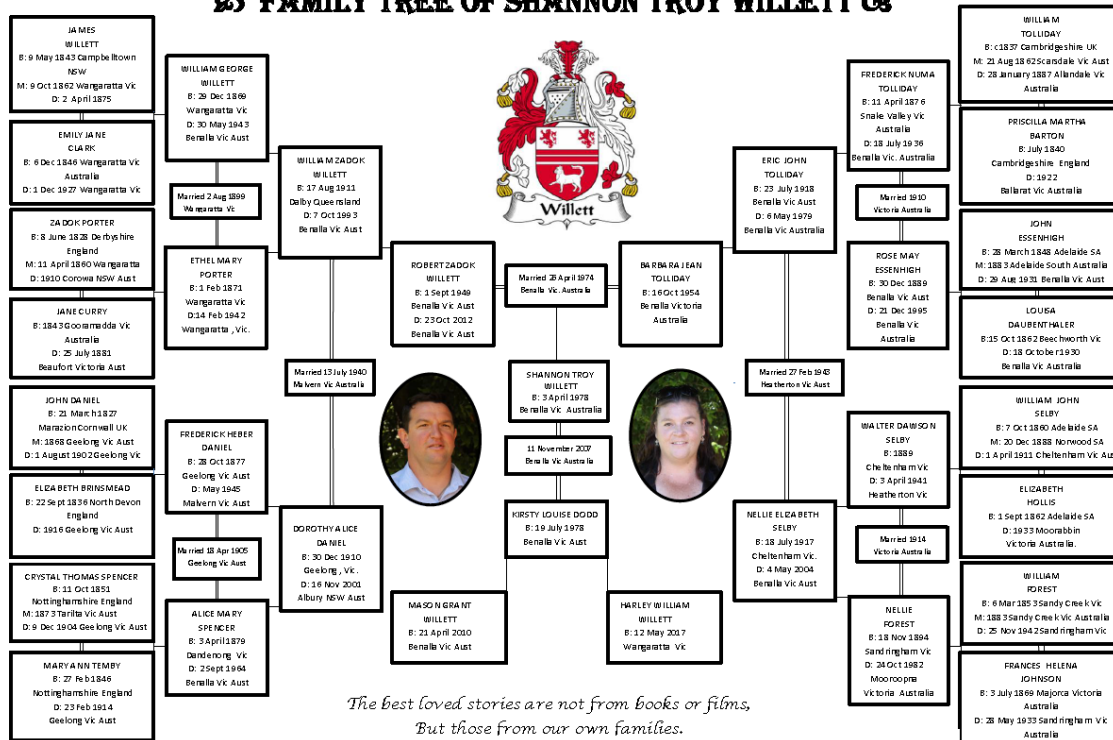 FAMILY TREE OF SHANNON TROY WILLETT
JAMES
WILLETT
B: 9 May 1843 Campbelltown
NSW
M: 9 Oct 1862 Wangaratta Vic
D: 2 April 1875
EMILY JANE
CLARK
B: 6 Dec 1846 Wangaratta Vic
Australia
D: 1 Dec 1927 Wangaratta Vic
ZADOK PORTER
B: 8 June 1828 Derbyshire
England
M: 11 April 1860 Wangaratta
D: 1910 Corowa NSW Aust
JANE CURRY
B: 1843 Gooramadda Vic
Australia
D: 25 July 1881
Beaufort Victoria Aust
JOHN DANIEL
B: 21 March 1827
Marazion Cornwall UK
M: 1868 Geelong Vic Aust
D: 1 August 1902 Geelong Vic
ELIZABETH BRINSMEAD
B: 22 Sept 1836 North Devon
England
D: 1916 Geelong Vic Aust
CRYSTAL THOMAS SPENCER
B: 11 Oct 1851
Nottinghamshire England
M: 1873 Tarilta Vic Aust
D: 9 Dec 1904 Geelong Vic Aust
MARY ANN TEMBY
B: 27 Feb 1846
Nottinghamshire England
D: 23 Feb 1914
Geelong Vic Aust
WILLIAM GEORGE
WILLETT
B: 29 Dec 1869
Wangaratta Vic
D: 30 May 1943
Benalla Vic Aust
Married 2 Aug 1899
Wangaratta Vic
ETHEL MARY
PORTER
B: 1 Feb 1871
Wangaratta Vic
D:14 Feb 1942
Wangaratta , Vic.
FREDERICK HEBER
DANIEL
B: 28 Oct 1877
Geelong Vic Aust
D: May 1945
Malvern Vic Aust
Married 18 Apr 1905
Geelong Vic Aust
ALICE MARY
SPENCER
B: 3 April 1879
Dandenong Vic
D: 2 Sept 1964
Benalla Vic Aust
WILLIAM ZADOK
WILLETT
B: 17 Aug 1911
Dalby Queensland
D: 7 Oct 1993
Benalla Vic Aust
Married 13 July 1940
Malvern Vic Australia
DOROTHY ALICE
DANIEL
B: 30 Dec 1910
Geelong , Vic.
D: 16 Nov 2001
Albury NSW Aust
ROBERT ZADOK
WILLETT
B: 1 Sept 1949
Benalla Vic Aust
D: 23 Oct 2012
Benalla Vic Aust
Willett
Married 26 April 1974
Benalla Vic. Australia
SHANNON TROY
WILLETT
B: 3 April 1978
Benalla Vic Australia
11 November 2007
Benalla Vic Australia
KIRSTY LOUISE DODD
B: 19 July 1978
Benalla Vic Aust
MASON GRANT
WILLETT
B: 21 April 2010
Benalla Vic Aust
HARLEY WILLIAM
WILLETT
B: 12 May 2017
Wangaratta Vic
BARBARA JEAN
TOLLIDAY
B: 16 Oct 1954
Benalla Victoria
Australia
ERIC JOHN
TOLLIDAY
B: 23 July 1918
Benalla Vic Aust
D: 6 May 1979
Benalla Vic Australia
Married 27 Feb 1943
Heatherton Vic Aust
NELLIE ELIZABETH
SELBY
B: 18 July 1917
Cheltenham Vic.
D: 4 May 2004
Benalla Vic Aust
FREDERICK NUMA
TOLLIDAY
B: 11 April 1876
Snake Valley Vic
Australia
D: 18 July 1936
Benalla Vic. Australia
Married 1910
Victoria Australia
ROSE MAY
ESSENHIGH
B: 30 Dec 1889
Benalla Vic Aust
D: 21 Dec 1995
Benalla Vic
Australia
WALTER DAWSON
SELBY
B: 1889
Cheltenham Vic
D: 3 April 1941
Heatherton Vic
Married 1914
Victoria Australia
NELLIE
FOREST
B: 18 Nov 1894
Sandringham Vic
D: 24 Oct 1982
Mooroopna
Victoria Australia
WILLIAM
TOLLIDAY
B: c1837 Cambridgeshire UK
M: 21 Aug 1862 Scarsdale Vic Aust
D: 28 January 1887 Allandale Vic
Australia
PRISCILLA MARTHA
BARTON
B: July 1840
Cambridgeshire England
D: 1922
Ballarat Vic Australia
JOHN
ESSENHIGH
B: 28 March 1848 Adelaide SA
M: 1883 Adelaide South Australia
D: 29 Aug 1931 Benalla Vic Aust
LOUISA
DAUBENTHALER
B:15 Oct 1862 Beechworth Vic
D: 18 October 1930
Benalla Vic Australia
WILLIAM JOHN
SELBY
B: 7 Oct 1860 Adelaide SA
M: 20 Dec 1888 Norwood SA
D: 1 April 1911 Cheltenham Vic Aus
ELIZABETH
HOLLIS
B: 1 Sept 1862 Adelaide SA
D: 1933 Moorabbin
Victoria Australia.
WILLIAM
FOREST
B: 6 Mar 1853 Sandy Creek Vic
M: 1883 Sandy Creek Vic Australia
D: 25 Nov 1942 Sandringham Vic
FRANCES HELENA
JOHNSON
B: 3 July 1869 Majorca Victoria
Australia
D: 28 May 1933 Sandringham Vic
Australia
The best loved stories are not from books or films,
But those from our own families.